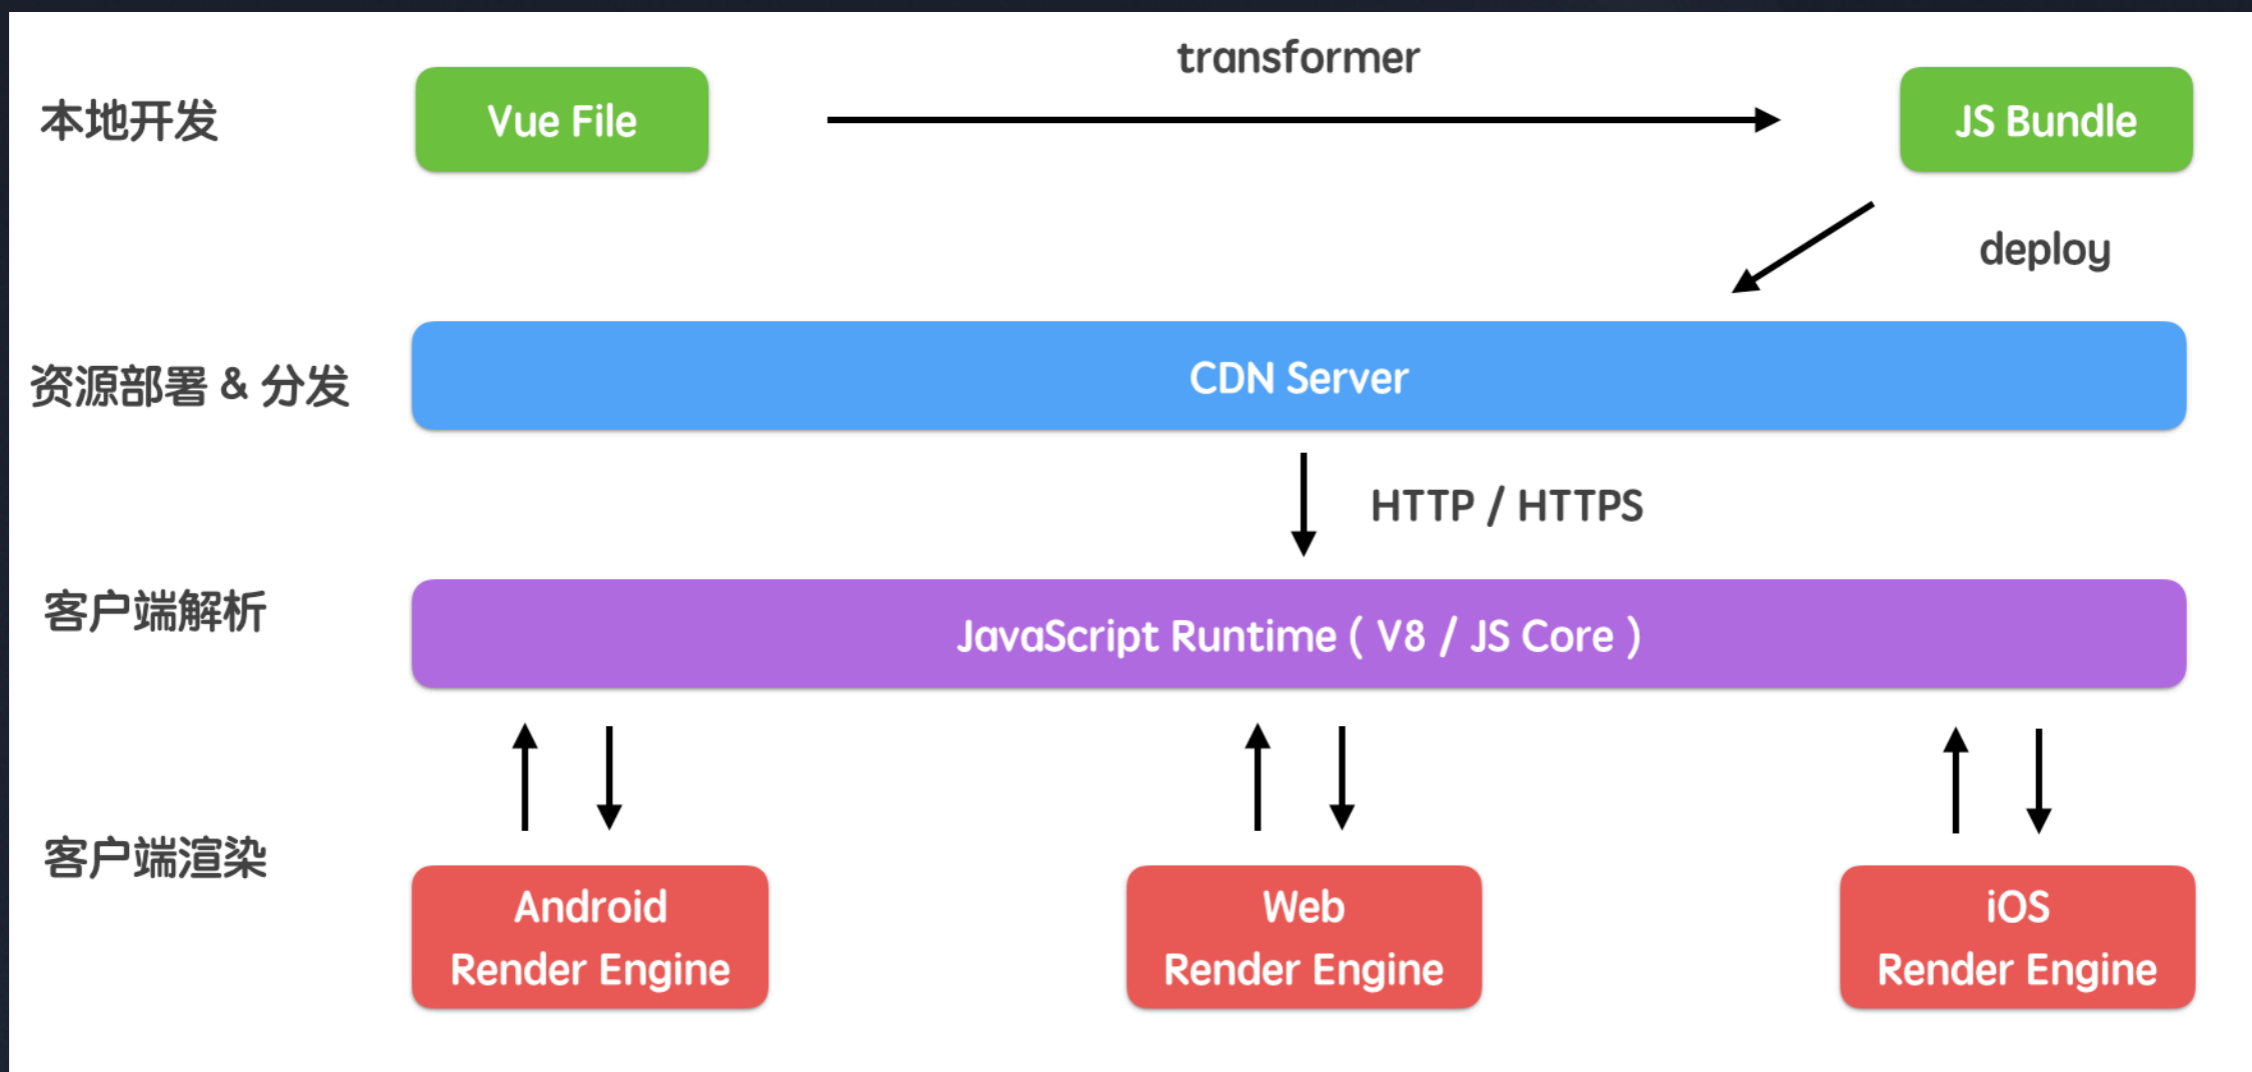 transformer
本地开发
Vue File
JS Bundle
deploy
资源部署 & 分发
CDN Server
HTTP / HTTPS
客户端解析
JavaScript Runtime ( V8 / JS Core )
客户端渲染
Android
Render Engine
Web
Render Engine
iOS
Render Engine